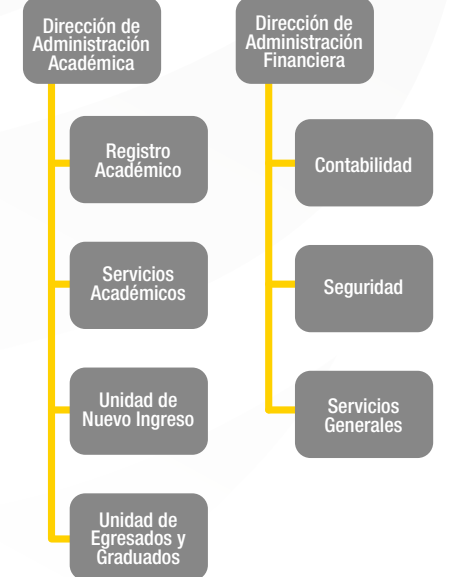 Dirección de
Administración
Académica
Registro
Académico
Servicios
Académicos
Unidad de
Nuevo Ingreso
Unidad de
Egresados y
Graduados
Dirección de
Administración
Financiera
Contabilidad
Seguridad
Servicios
Generales